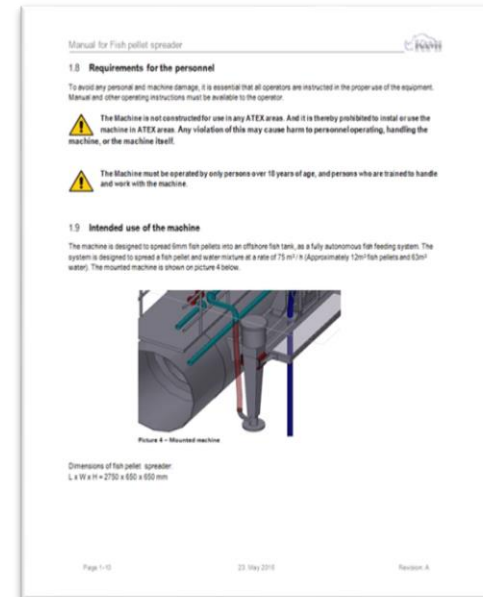 Manual for Fish pellet spreader
1.8 Requirements for the personnel
To avoid any personal and machine damage, it is essential that all operators are instructed in the proper use of the equipment.
Manual and other operating instructions must be available to the operator.
The Machine is not constructed for use in any ATEX areas. And it is thereby prohibited to instal or use the
machine in ATEX areas. Any violation of this may cause harm to personnel operating, handling the
machine, or the machine itself.
The Machine must be operated by only persons over 18 years of age, and persons who are trained to handle
and work with the machine.
1.9 Intended use of the machine
The machine is designed to spread 6mm fish pellets into an offshore fish tank, as a fully autonomous fish feeding system. The
system is designed to spread a fish pellet and water mixture at a rate of 75 m³ / h (Approximately 12m³ fish pellets and 63m³
water). The mounted machine is shown on picture 4 below.
Picture 4 – Mounted machine
Dimensions of fish pellet spreader:
L x W x H = 2750 x 650 x 650 mm
Page 1-10
23. May 2018
Revision: A